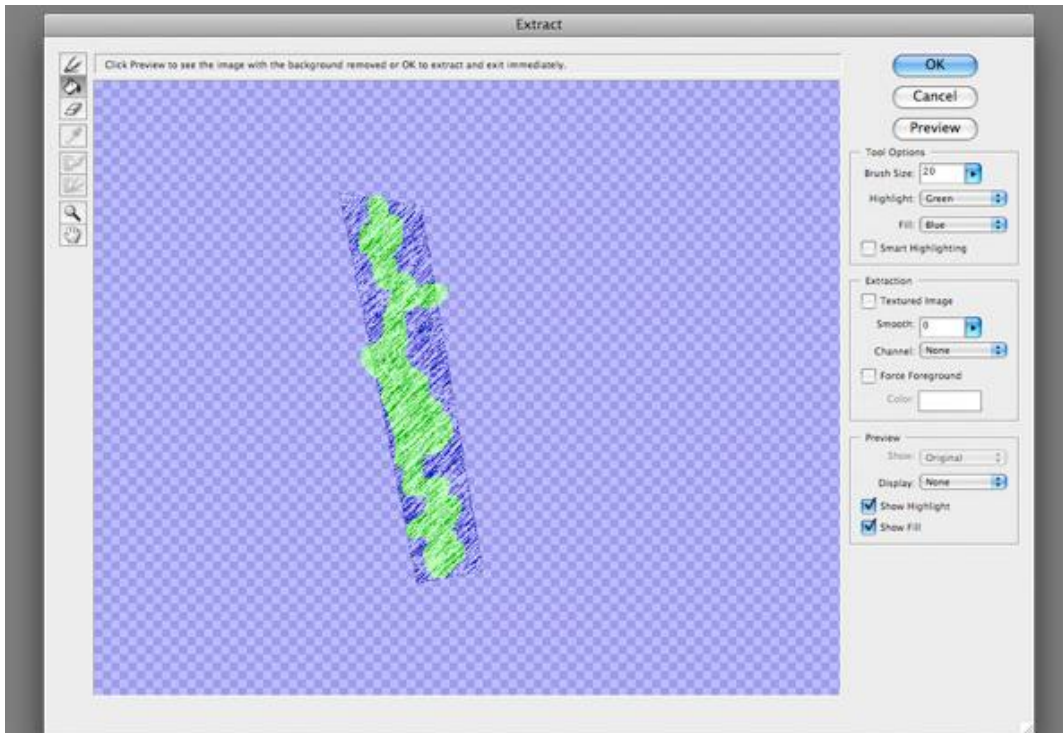 Extract
Click Preview to see the image with the background removed or OK to extract and exit immediately.
OK
Cancel
Preview
Tool Options
Brush Size: 20
Highlight: Green
Fill: Blue
Smart Highlighting
Extraction
Textured Image
Smooth: 0
Channel: None
Force Foreground
Color:
Preview
Show: Original
Display: None
Show Highlight
Show Fill